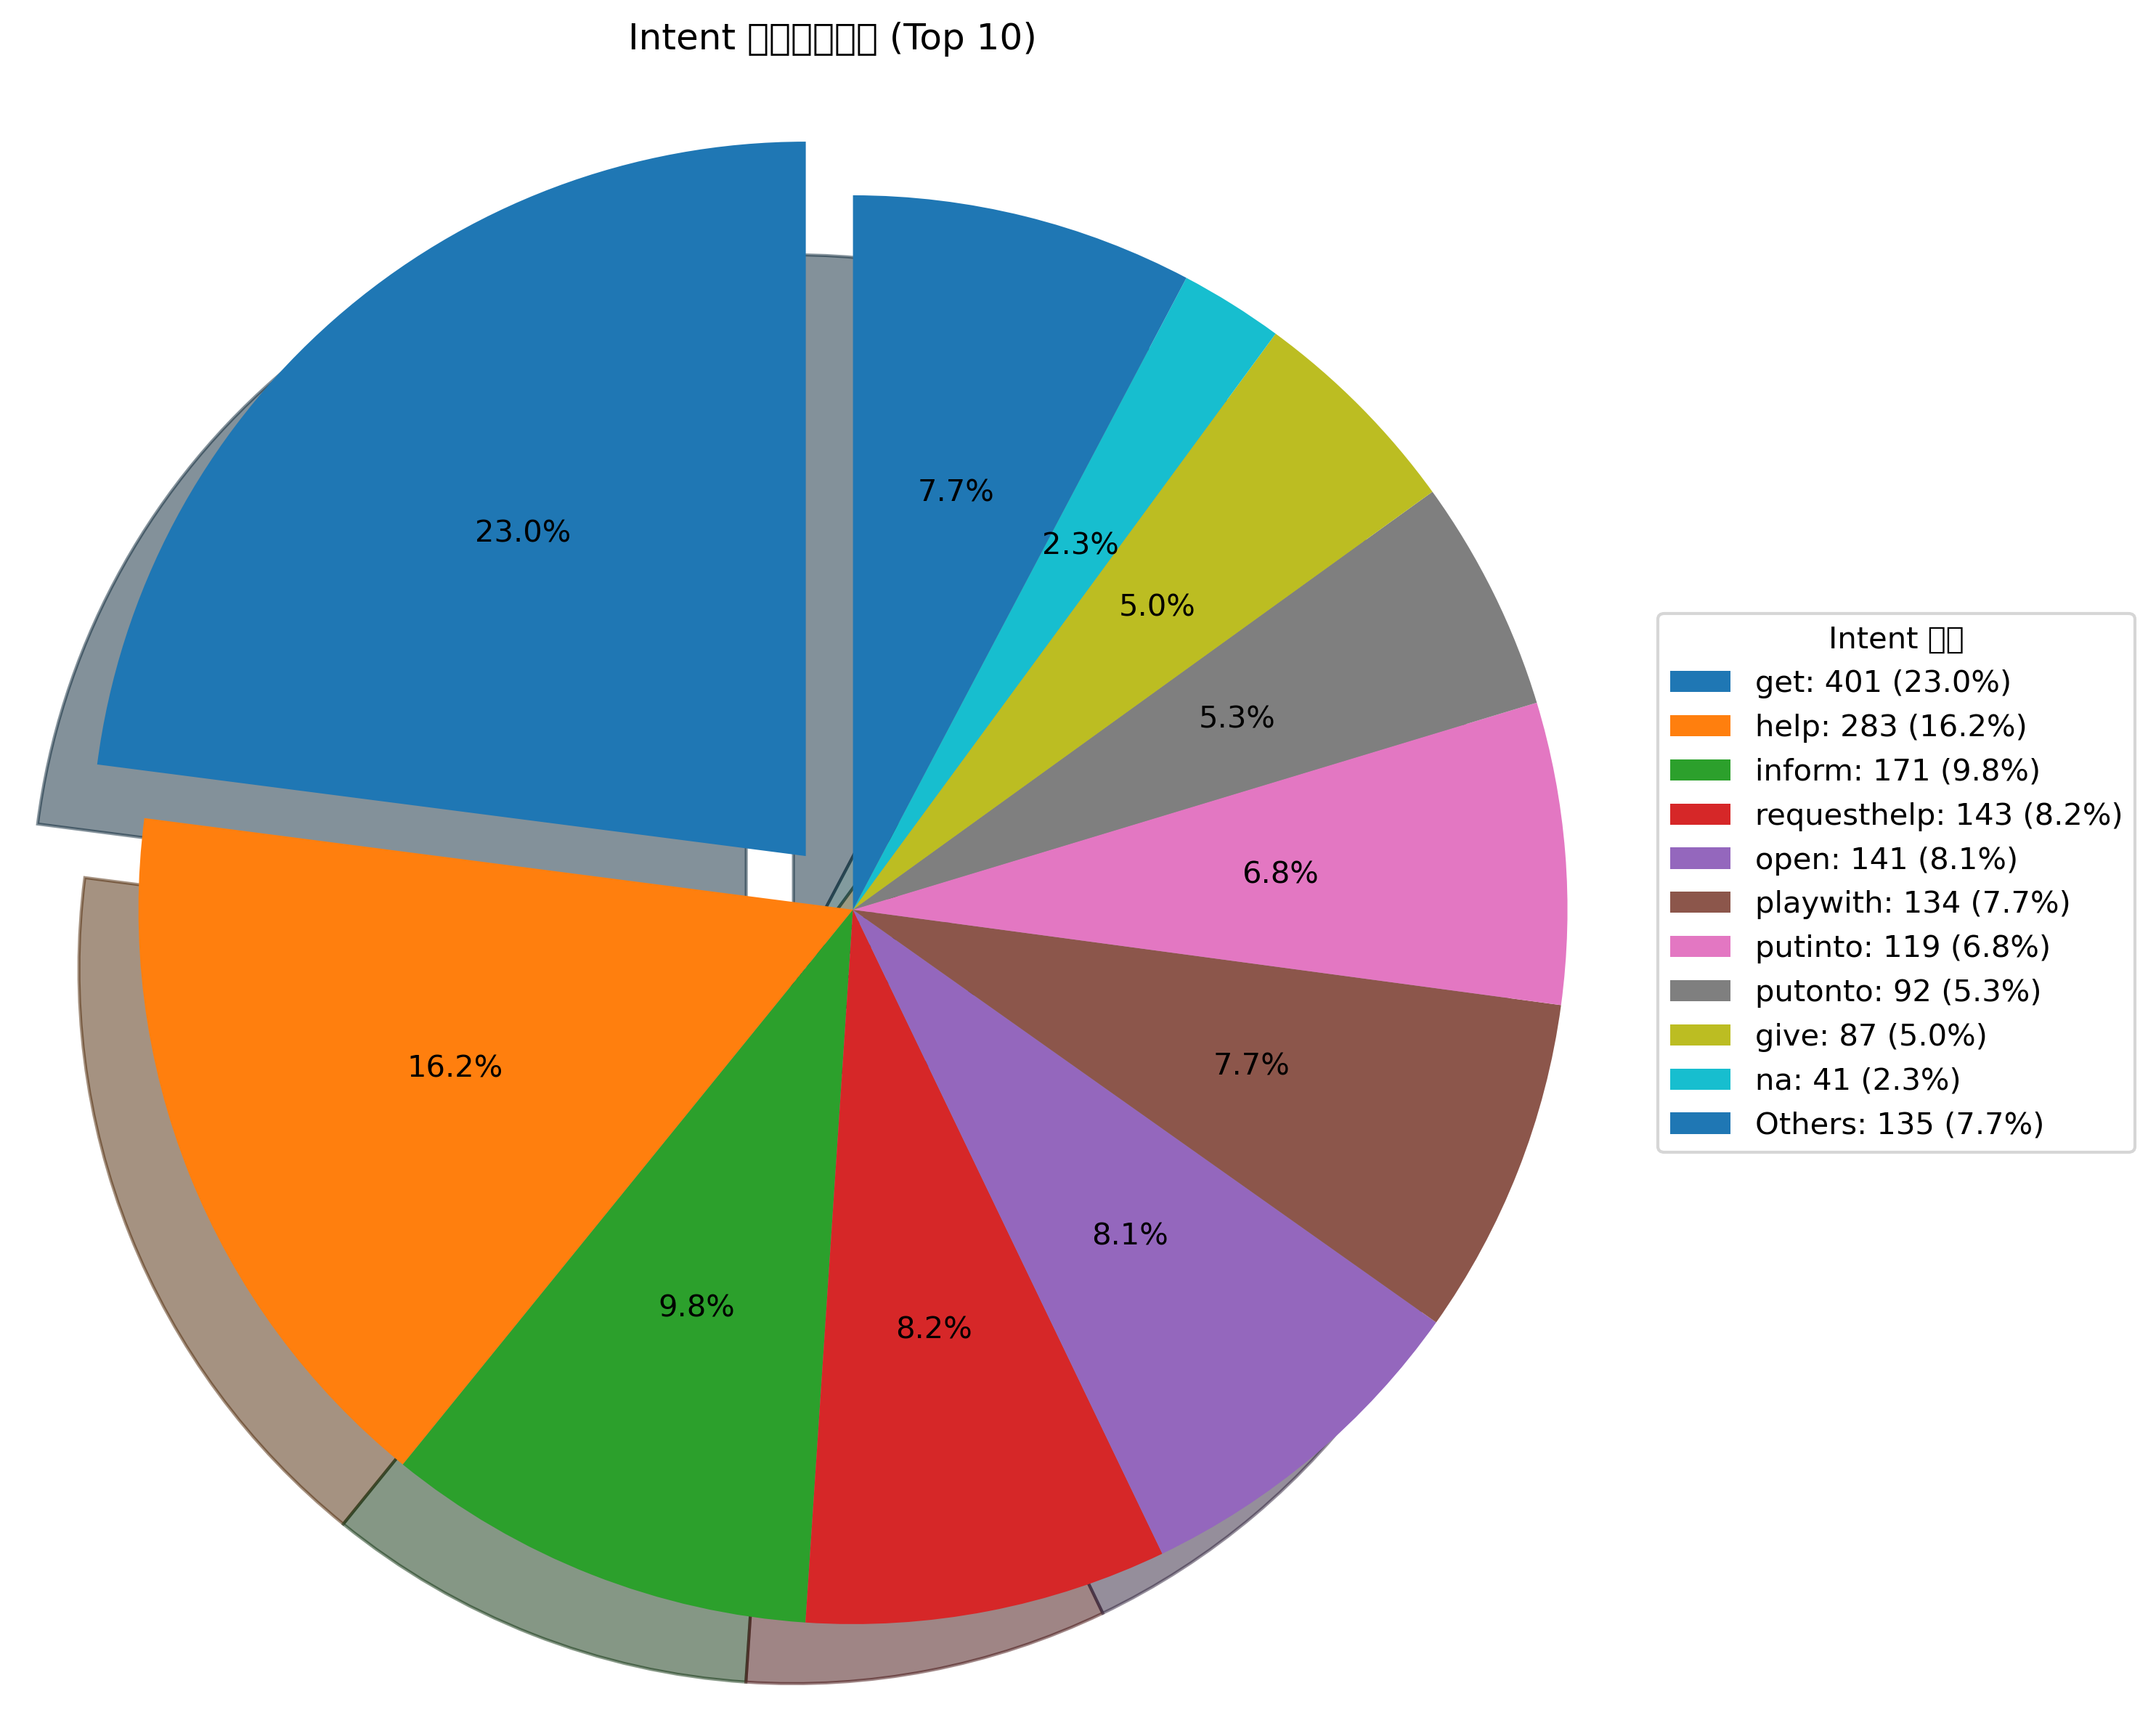 Intent (Top 10)
23.0%
7.7%
2.3%
5.0%
5.3%
6.8%
7.7%
8.1%
8.2%
9.8%
16.2%
Intent
get: 401 (23.0%)
help: 283 (16.2%)
inform: 171 (9.8%)
requesthelp: 143 (8.2%)
open: 141 (8.1%)
playwith: 134 (7.7%)
putinto: 119 (6.8%)
putonto: 92 (5.3%)
give: 87 (5.0%)
na: 41 (2.3%)
Others: 135 (7.7%)